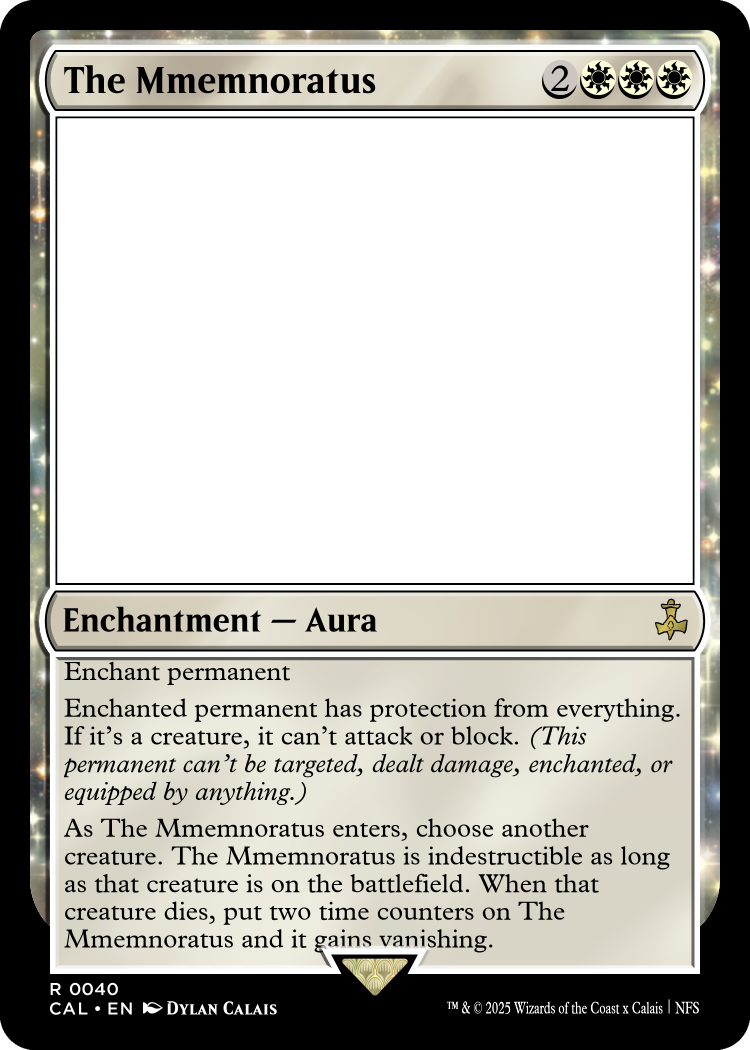 The Mmemnoratus 2
Enchantment — Aura
Enchant permanent
Enchanted permanent has protection from everything.
If it's a creature, it can't attack or block. (This
permanent can't be targeted, dealt damage, enchanted, or
equipped by anything.)
As The Mmemnoratus enters, choose another
creature. The Mmemnoratus is indestructible as long
as that creature is on the battlefield. When that
creature dies, put two time counters on The
Mmemnoratus and it gains vanishing.
R 0040
CAL • EN DYLAN CALAIS
™ & © 2025 Wizards of the Coast x Calais | NFS